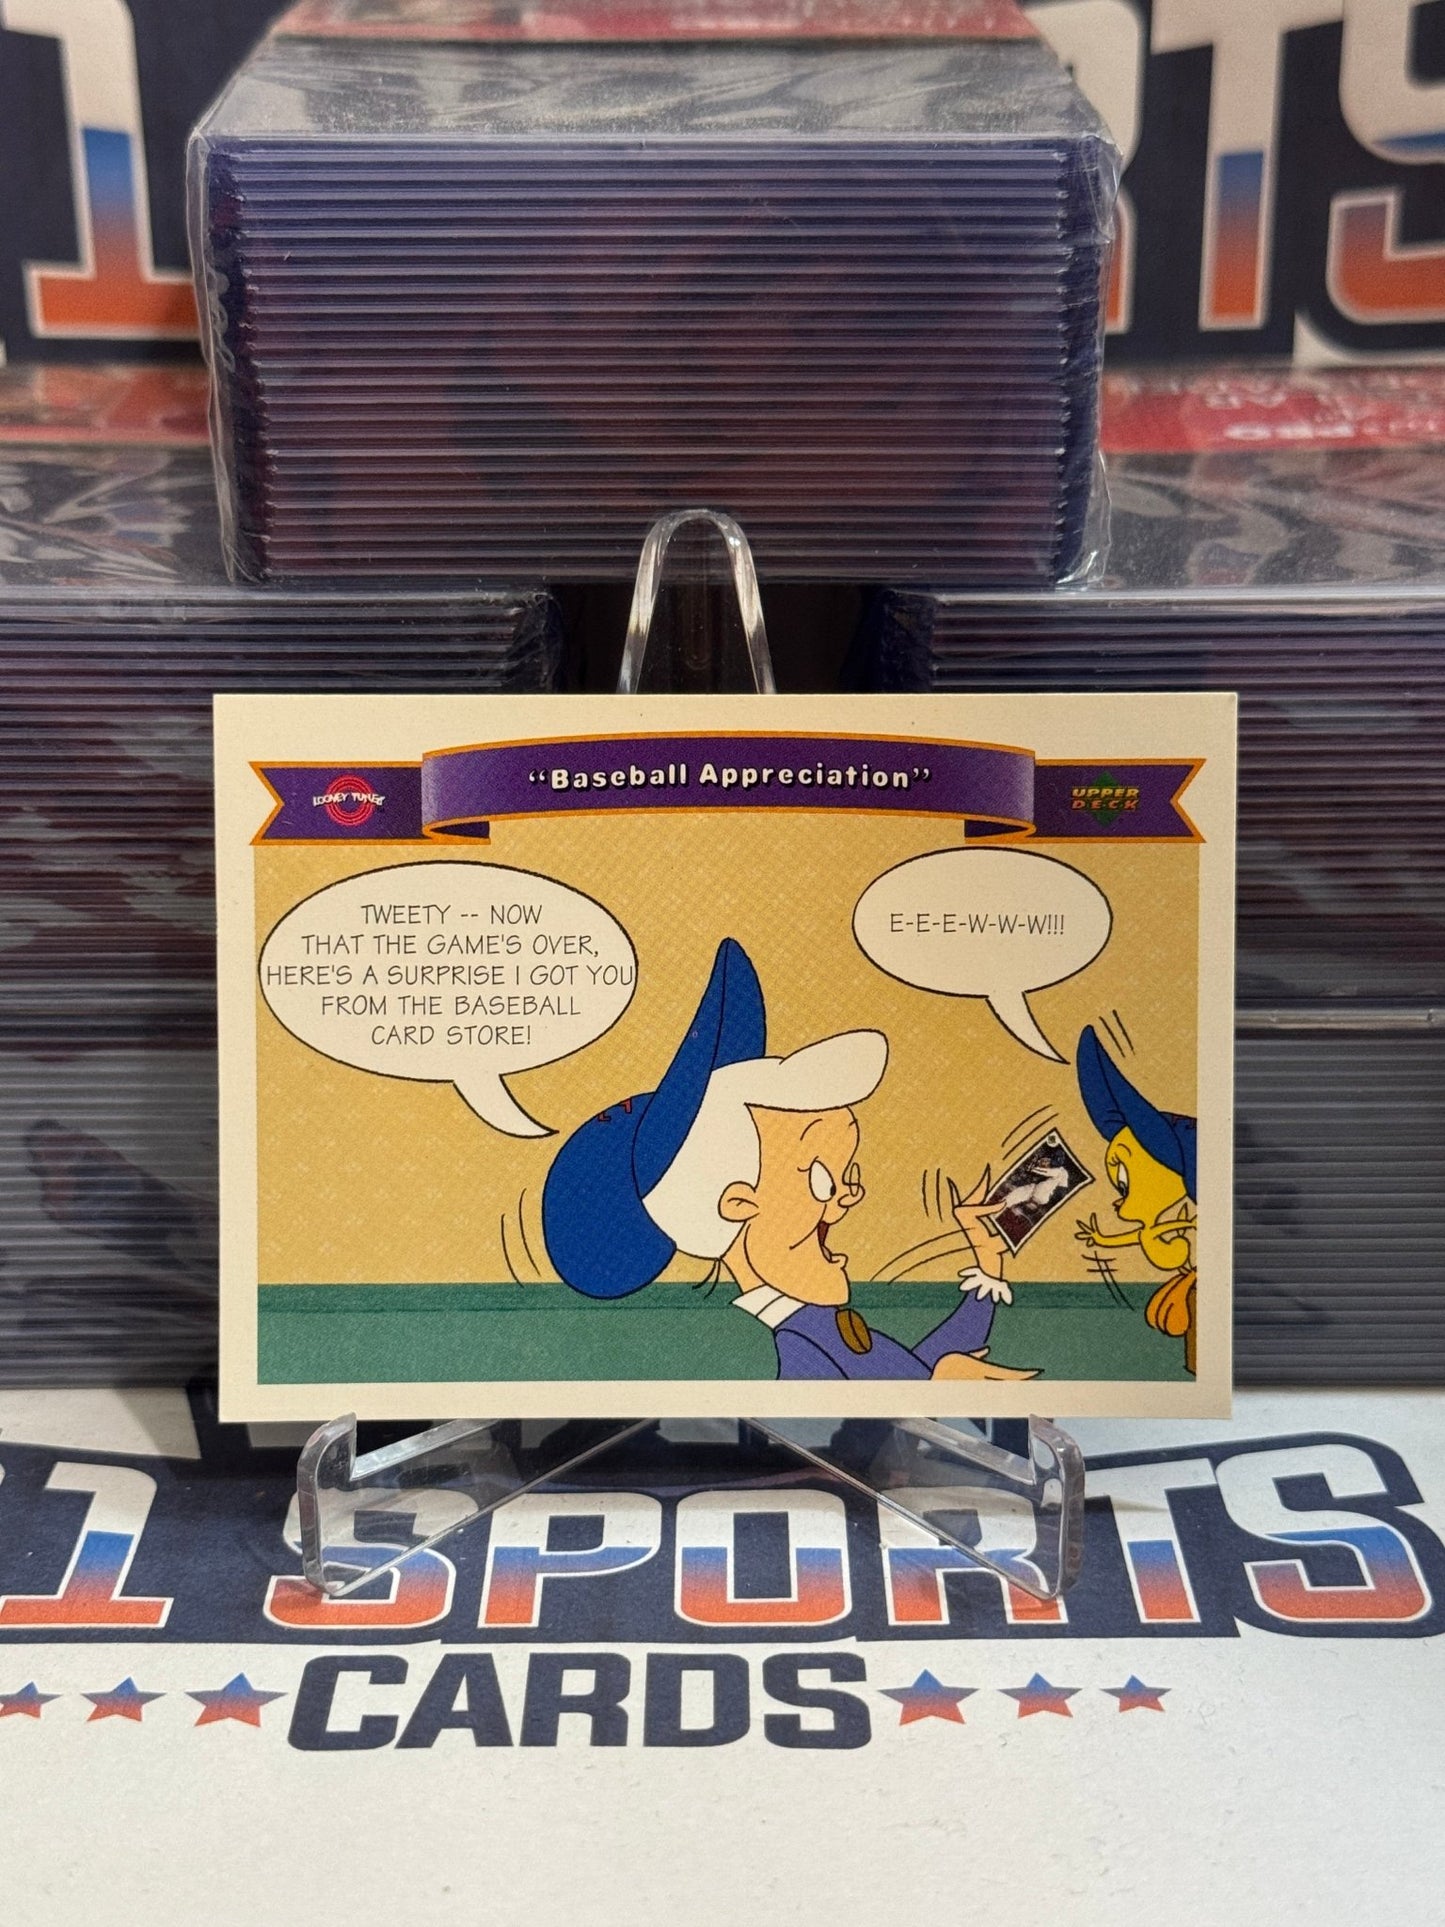 "Baseball Appreciation"
LOONEY TUNES
UPPER
DECK
TWEETY -- NOW
THAT THE GAME'S OVER,
HERE'S A SURPRISE I GOT YOU
FROM THE BASEBALL
CARD STORE!
E-E-E-W-W-W!!!
1 SPORTS
CARDS